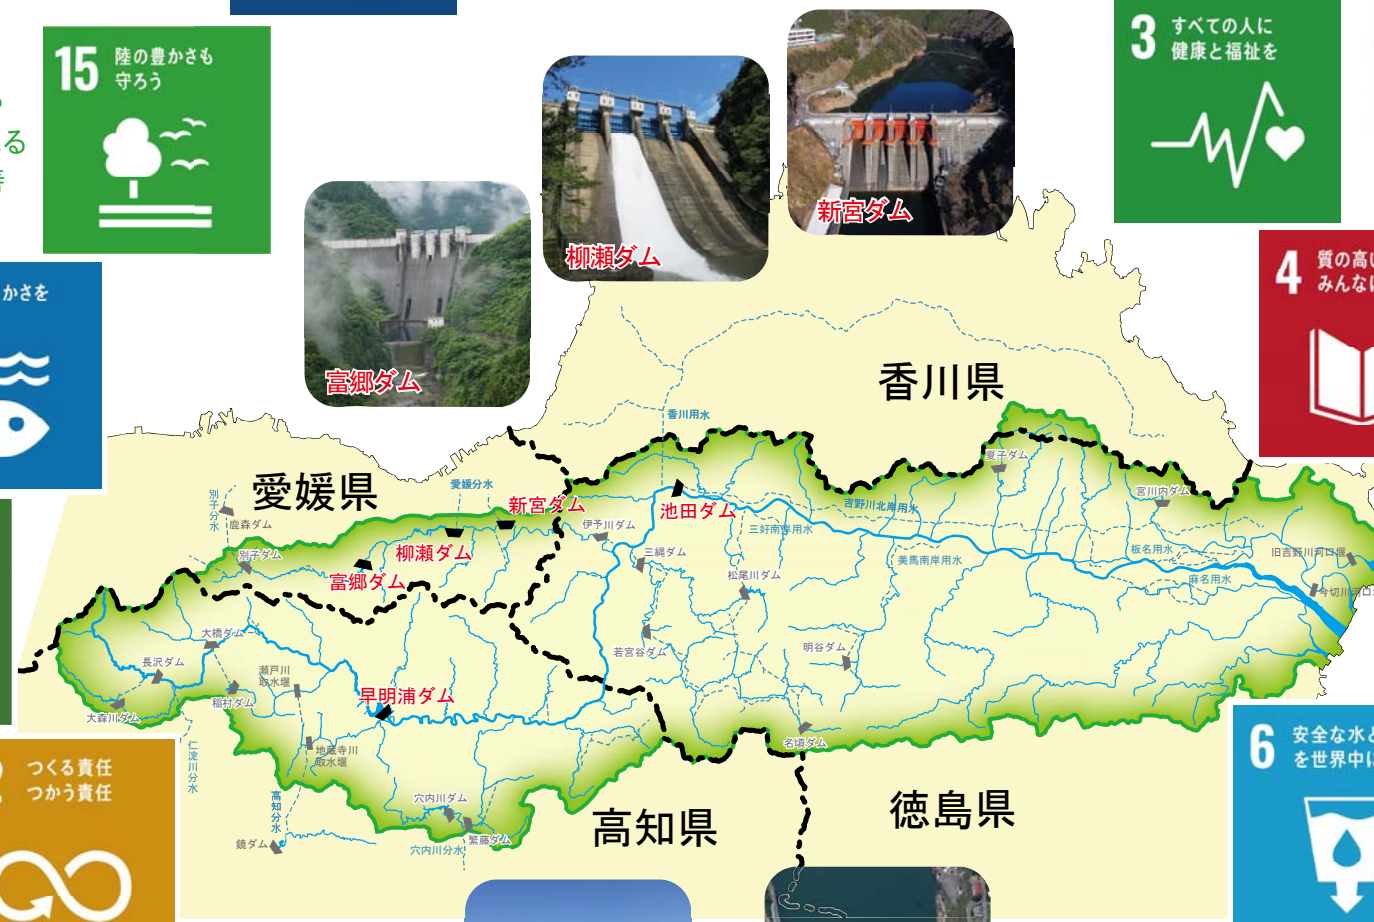 15 陸の豊かさも
守ろう
る
かさを
つくる責任
つかう責任
3 すべての人に
健康と福祉を
4 質の高い
みんなに
6 安全な水と
を世界中に
富郷ダム
柳瀬ダム
新宮ダム
香川県
愛媛県
高知県
徳島県
香川用水
愛媛分水
別子分水
鹿森ダム
別子ダム
新宮ダム
柳瀬ダム
富郷ダム
池田ダム
早明浦ダム
伊予川ダム
三縄ダム
松尾川ダム
若宮谷ダム
明谷ダム
名頃ダム
夏子ダム
宮川内ダム
吉野川北岸用水
三好南岸用水
美馬南岸用水
板名用水
麻名用水
旧吉野川河口堰
今切川河口
大橋ダム
長沢ダム
大森川ダム
稲村ダム
瀬戸川
取水堰
地蔵寺川
取水堰
仁淀川分水
高知分水
鏡ダム
穴内川ダム
繁藤ダム
穴内川分水